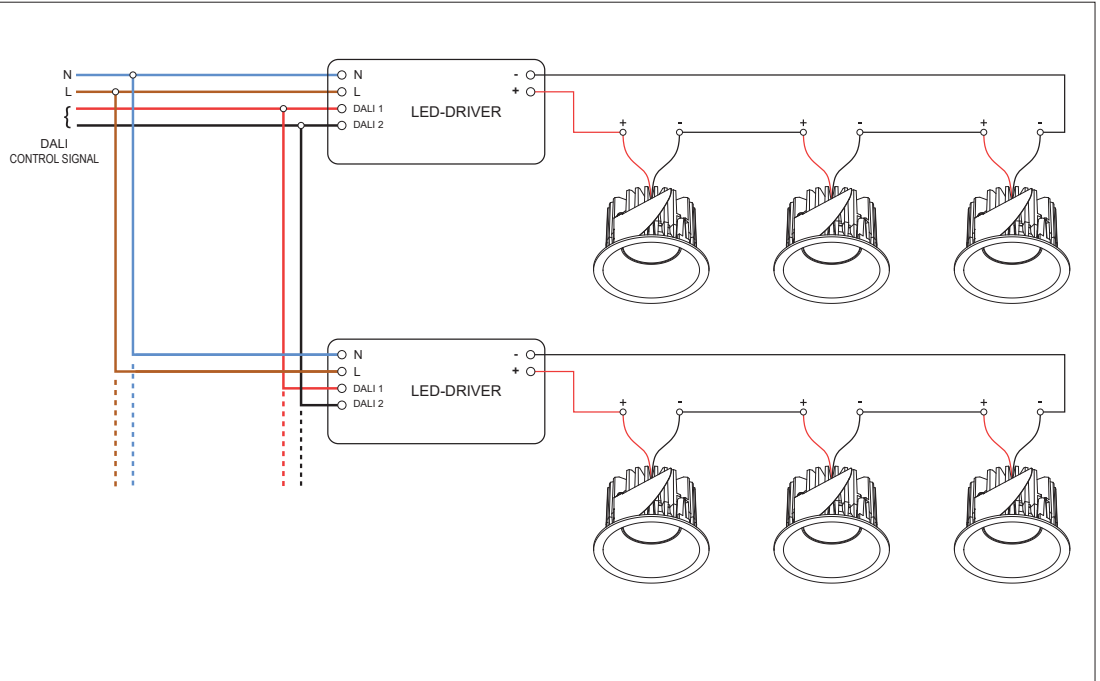 N
L
{
DALI
CONTROL SIGNAL
N
L
DALI 1
DALI 2
LED-DRIVER
-
+
+ - + - + -
N
L
DALI 1
DALI 2
LED-DRIVER
-
+
+ - + - + -